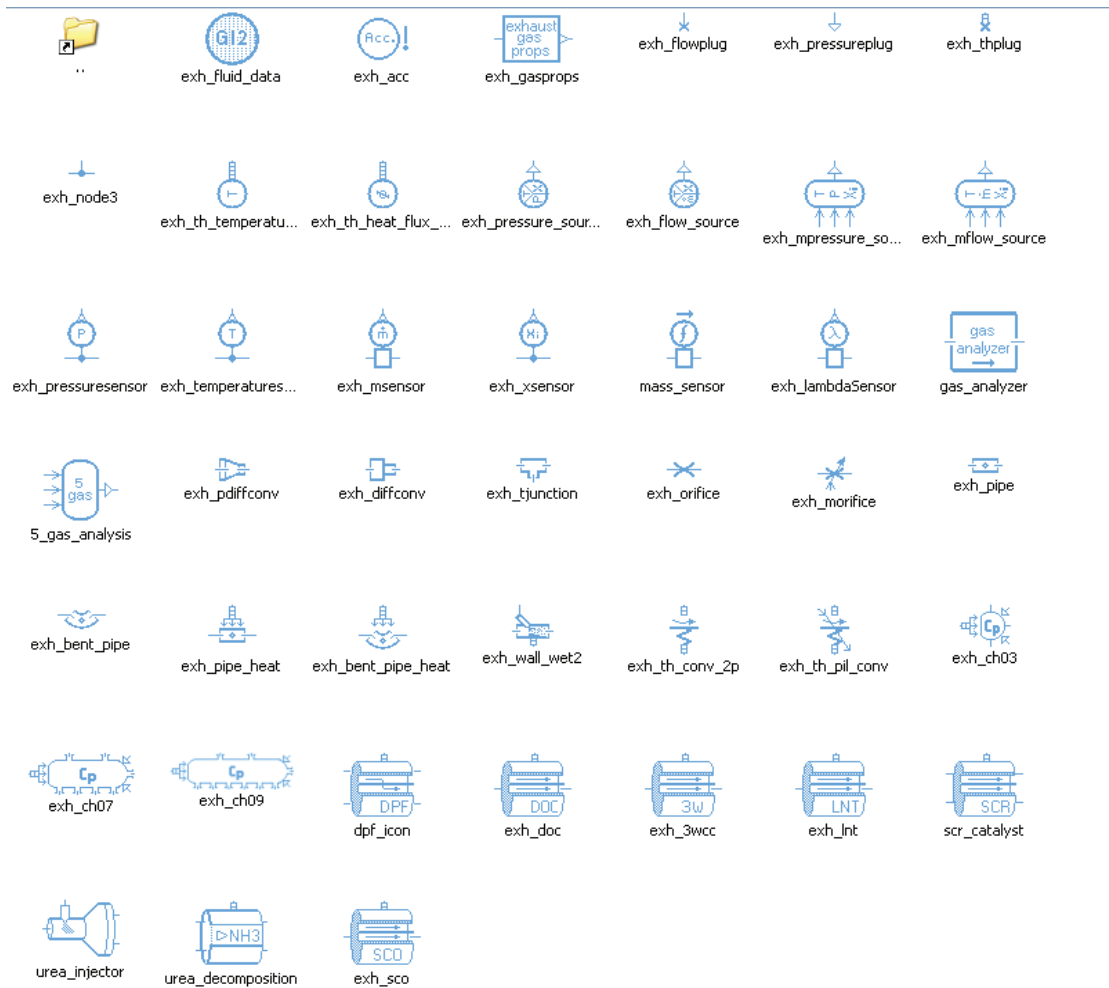 ..
GI2
exh_fluid_data
Acc.!
exh_acc
exhaust
gas
props
exh_gasprops
exh_flowplug
exh_pressureplug
exh_thplug
exh_node3
T
exh_th_temperatu...
exh_th_heat_flux_...
exh_pressure_sour...
exh_flow_source
exh_mpressure_so...
exh_mflow_source
P
exh_pressuresensor
T
exh_temperatures...
ṁ
exh_msensor
Xi
exh_xsensor
f
mass_sensor
λ
exh_lambdaSensor
gas
analyzer
gas_analyzer
5
gas
5_gas_analysis
exh_pdiffconv
exh_diffconv
exh_tjunction
exh_orifice
exh_morifice
exh_pipe
exh_bent_pipe
exh_pipe_heat
exh_bent_pipe_heat
exh_wall_wet2
exh_th_conv_2p
exh_th_pil_conv
Cp
exh_ch03
Cp
exh_ch07
Cp
exh_ch09
DPF
dpf_icon
DOC
exh_doc
3W
exh_3wcc
LNT
exh_lnt
SCR
scr_catalyst
urea_injector
NH3
urea_decomposition
SCO
exh_sco